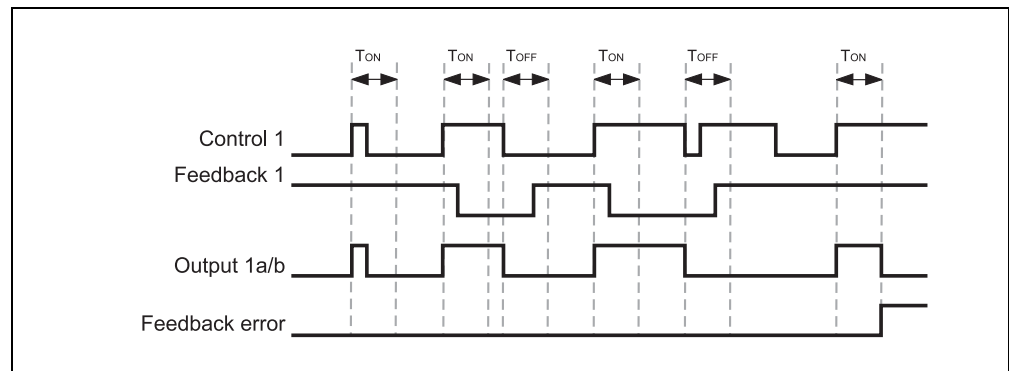 TON TON TOFF TON TOFF TON
Control 1
Feedback 1
Output 1a/b
Feedback error